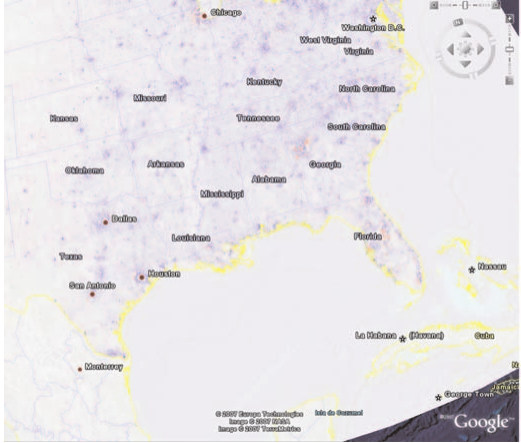 Chicago
Washington D.C.
West Virginia
Virginia
Kentucky
Missouri
North Carolina
Kansas
Tennessee
South Carolina
Oklahoma
Arkansas
Georgia
Alabama
Mississippi
Dallas
Louisiana
Florida
Texas
Houston
Nassau
San Antonio
La Habana (Havana)
Cuba
Monterrey
Jamaic
George Town
Isla de Cozumel
© 2007 Europa Technologies
Image © 2007 NASA
Image © 2007 TerraMetrics
Google